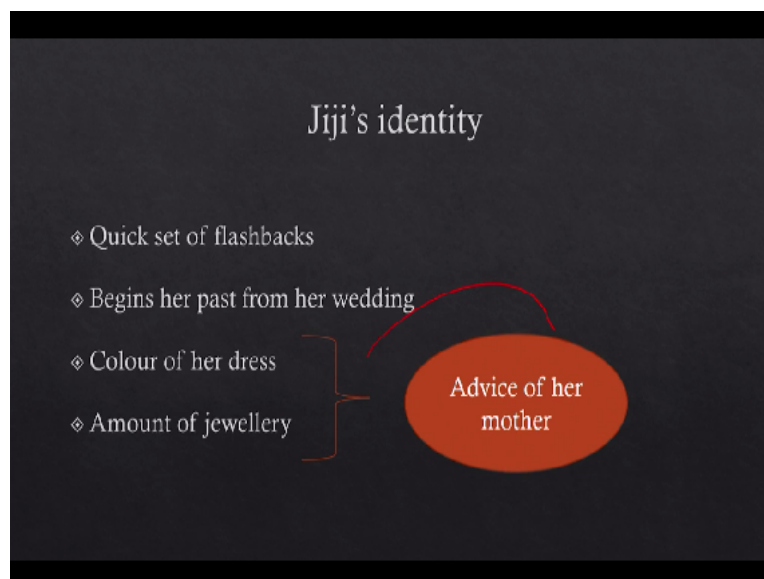 Jiji's identity
Quick set of flashbacks
Begins her past from her wedding
Colour of her dress
Amount of jewellery
Advice of her
mother